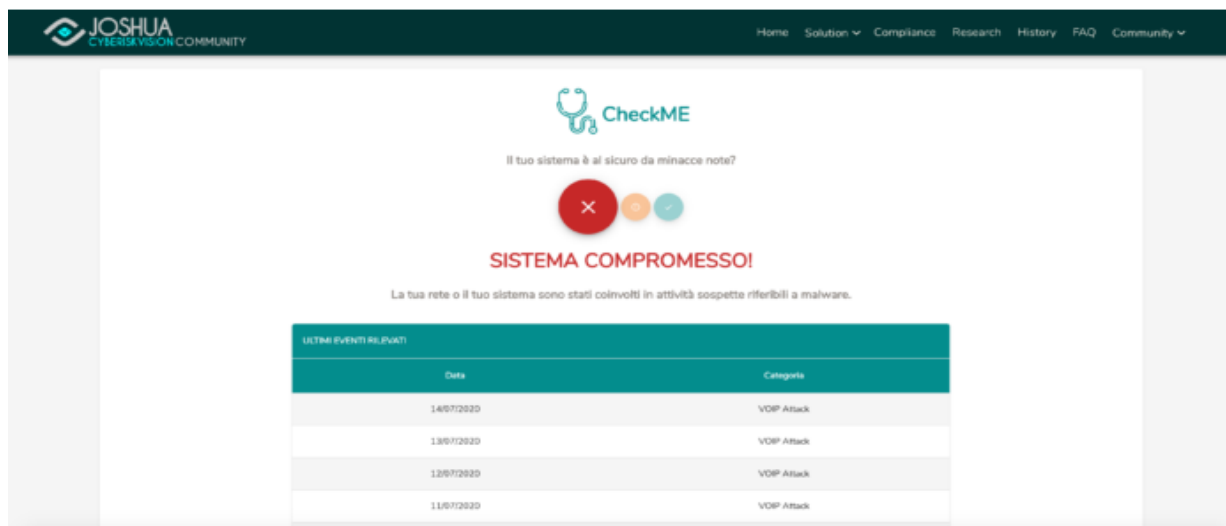 JOSHUA
CYBERISKVISION COMMUNITY
Home Solution Compliance Research History FAQ Community
CheckME
Il tuo sistema è al sicuro da minacce note?
SISTEMA COMPROMESSO!
La tua rete o il tuo sistema sono stati coinvolti in attività sospette riferibili a malware.
ULTIMI EVENTI RILEVATI
Data Categoria
14/07/2020 VOIP Attack
13/07/2020 VOIP Attack
12/07/2020 VOIP Attack
11/07/2020 VOIP Attack